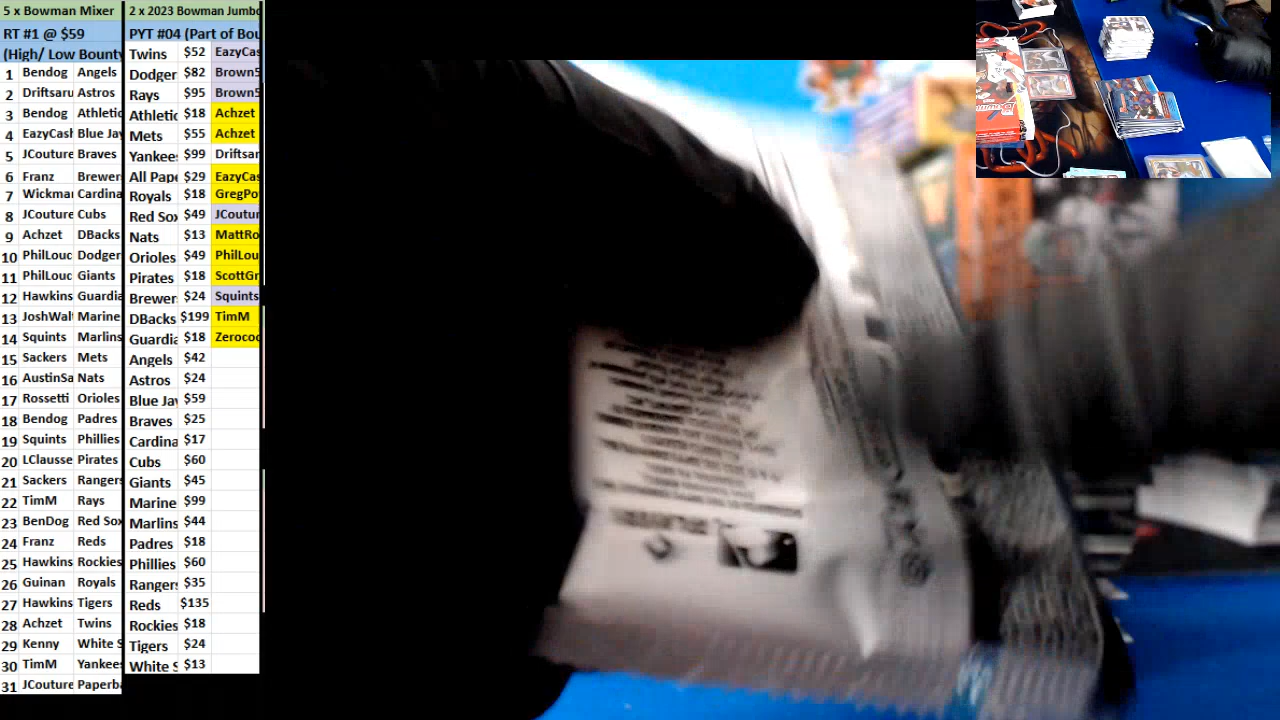 5 x Bowman Mixer
RT #1 @ $59
(High/ Low Bounty
1 Bendog Angels
2 Driftsaru Astros
3 Bendog Athletic
4 EazyCash Blue Jay
5 JCouture Braves
6 Franz Brewer
7 Wickman Cardina
8 JCouture Cubs
9 Achzet DBacks
10 PhilLouc Dodger
11 PhilLouc Giants
12 Hawkins Guardia
13 JoshWalt Marine
14 Squints Marlins
15 Sackers Mets
16 AustinSa Nats
17 Rossetti Orioles
18 Bendog Padres
19 Squints Phillies
20 LClausse Pirates
21 Sackers Rangers
22 TimM Rays
23 BenDog Red Sox
24 Franz Reds
25 Hawkins Rockies
26 Guinan Royals
27 Hawkins Tigers
28 Achzet Twins
29 Kenny White S
30 TimM Yankee
31 JCouture Paperba
2 x 2023 Bowman Jumbo
PYT #04 (Part of Bou
Twins $52 EazyCas
Dodger $82 Brown5
Rays $95 Brown5
Athletic $18 Achzet
Mets $55 Achzet
Yankee $99 Driftsar
All Pape $29 EazyCas
Royals $18 GregPo
Red Sox $49 JCoutur
Nats $13 MattRo
Orioles $49 PhilLou
Pirates $18 ScottGr
Brewer $24 Squints
DBacks $199 TimM
Guardia $18 Zerocoo
Angels $42
Astros $24
Blue Jay $59
Braves $25
Cardina $17
Cubs $60
Giants $45
Marine $99
Marlins $44
Padres $18
Phillies $60
Rangers $35
Reds $135
Rockies $18
Tigers $24
White S $13